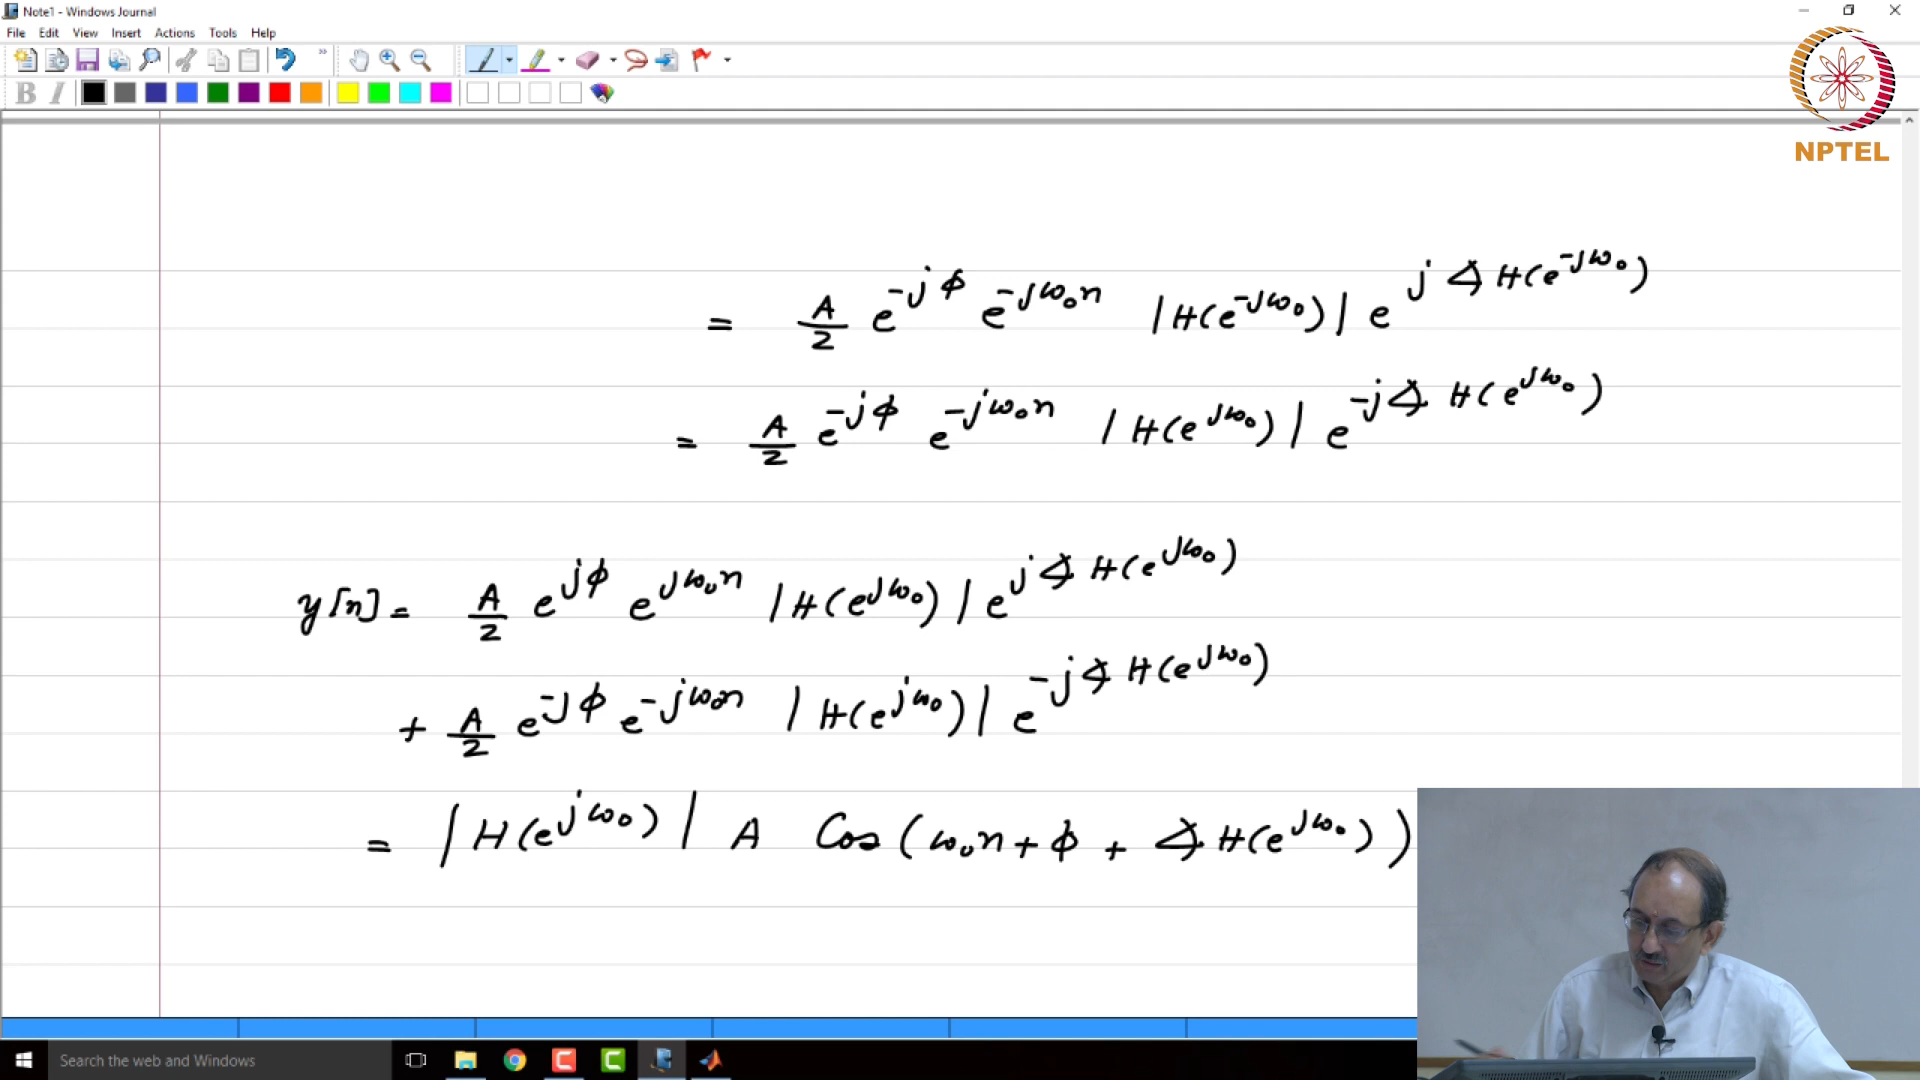 Note1 - Windows Journal
File Edit View Insert Actions Tools Help
B I
NPTEL
= A/2 e^{-jφ} e^{-jω₀n} |H(e^{-jω₀})| e^{j∡H(e^{-jω₀})}
= A/2 e^{-jφ} e^{-jω₀n} |H(e^{jω₀})| e^{-j∡H(e^{jω₀})}
y[n] = A/2 e^{jφ} e^{jω₀n} |H(e^{jω₀})| e^{j∡H(e^{jω₀})}
+ A/2 e^{-jφ} e^{-jω₀n} |H(e^{jω₀})| e^{-j∡H(e^{jω₀})}
= |H(e^{jω₀})| A Cos(ω₀n + φ + ∡H(e^{jω₀}))
Search the web and Windows